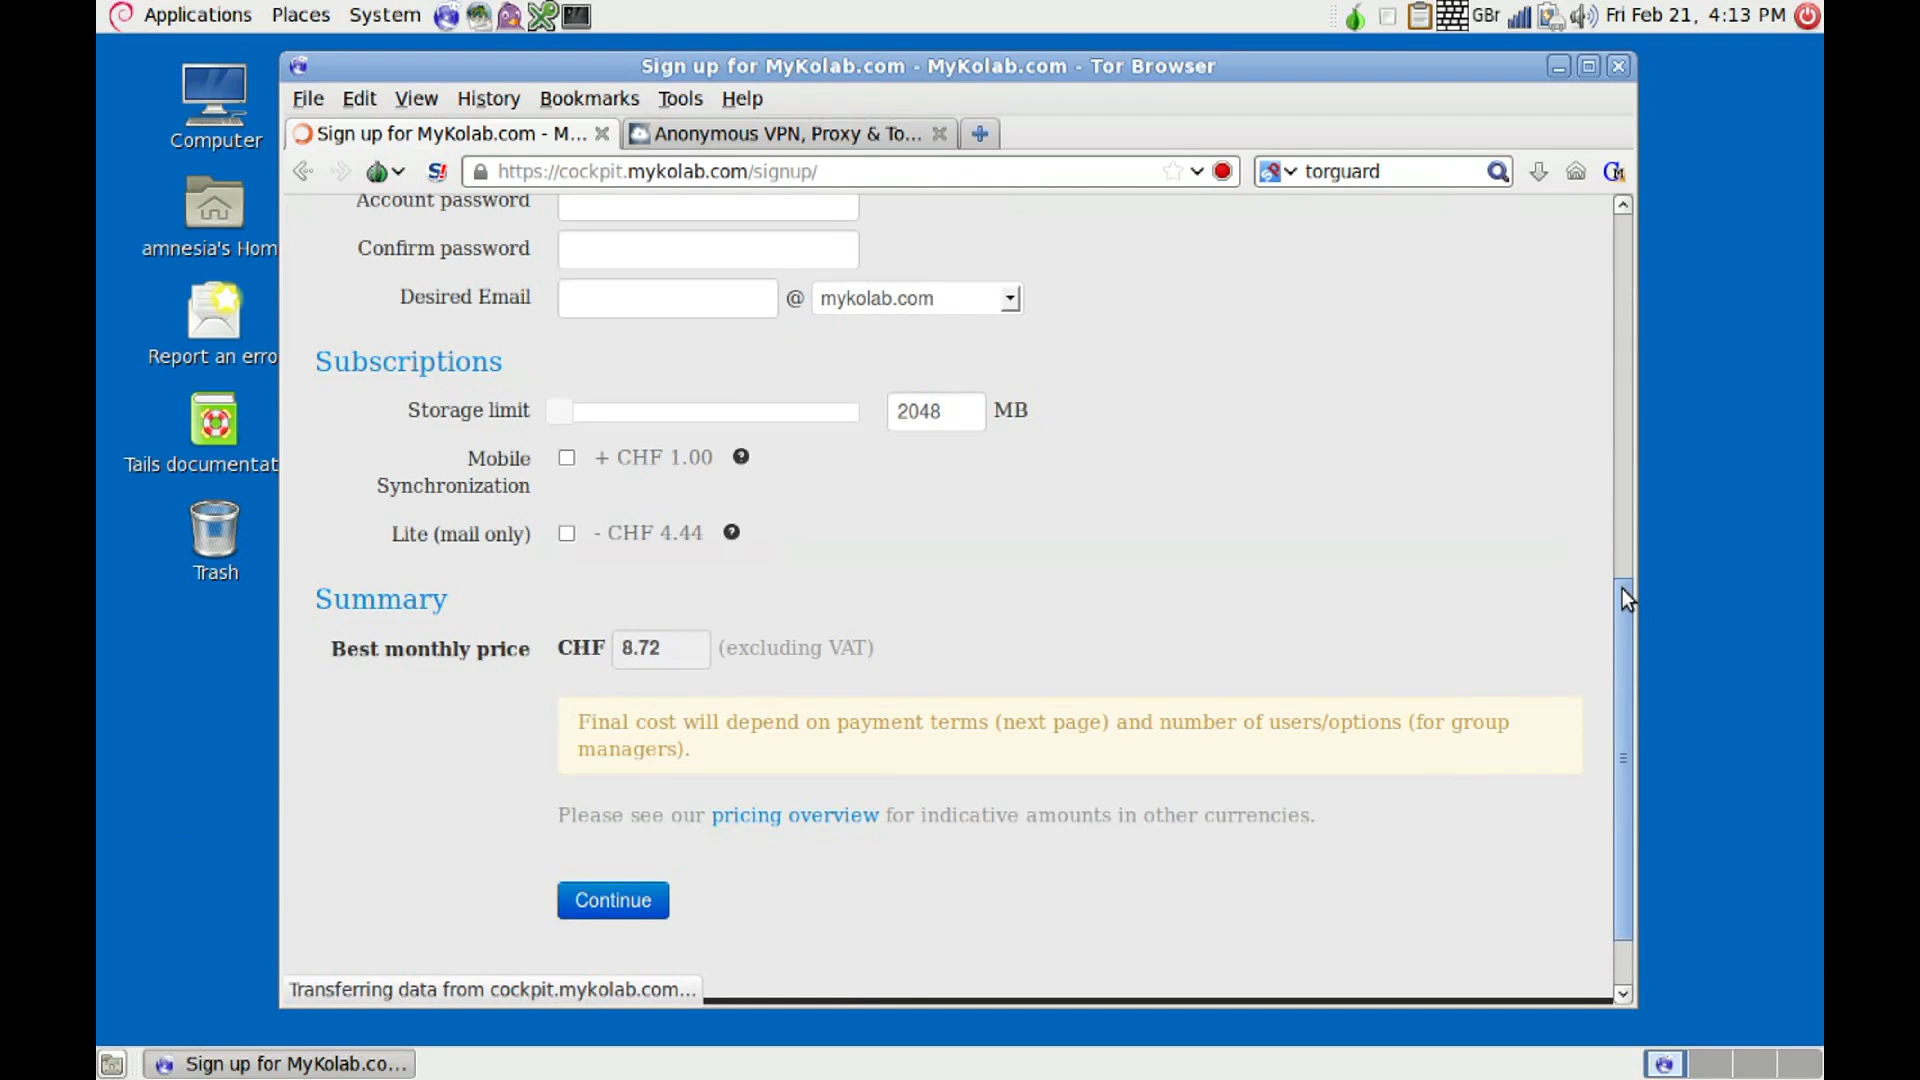 Applications Places System GBr Fri Feb 21, 4:13 PM
Sign up for MyKolab.com - MyKolab.com - Tor Browser
File Edit View History Bookmarks Tools Help
Sign up for MyKolab.com - M... Anonymous VPN, Proxy & To...
S! https://cockpit.mykolab.com/signup/ torguard
Computer
amnesia's Hom
Report an erro
Tails documentat
Trash
Account password
Confirm password
Desired Email @ mykolab.com
Subscriptions
Storage limit 2048 MB
Mobile + CHF 1.00 ?
Synchronization
Lite (mail only) - CHF 4.44 ?
Summary
Best monthly price CHF 8.72 (excluding VAT)
Final cost will depend on payment terms (next page) and number of users/options (for group
managers).
Please see our pricing overview for indicative amounts in other currencies.
Continue
Transferring data from cockpit.mykolab.com...
Sign up for MyKolab.co...